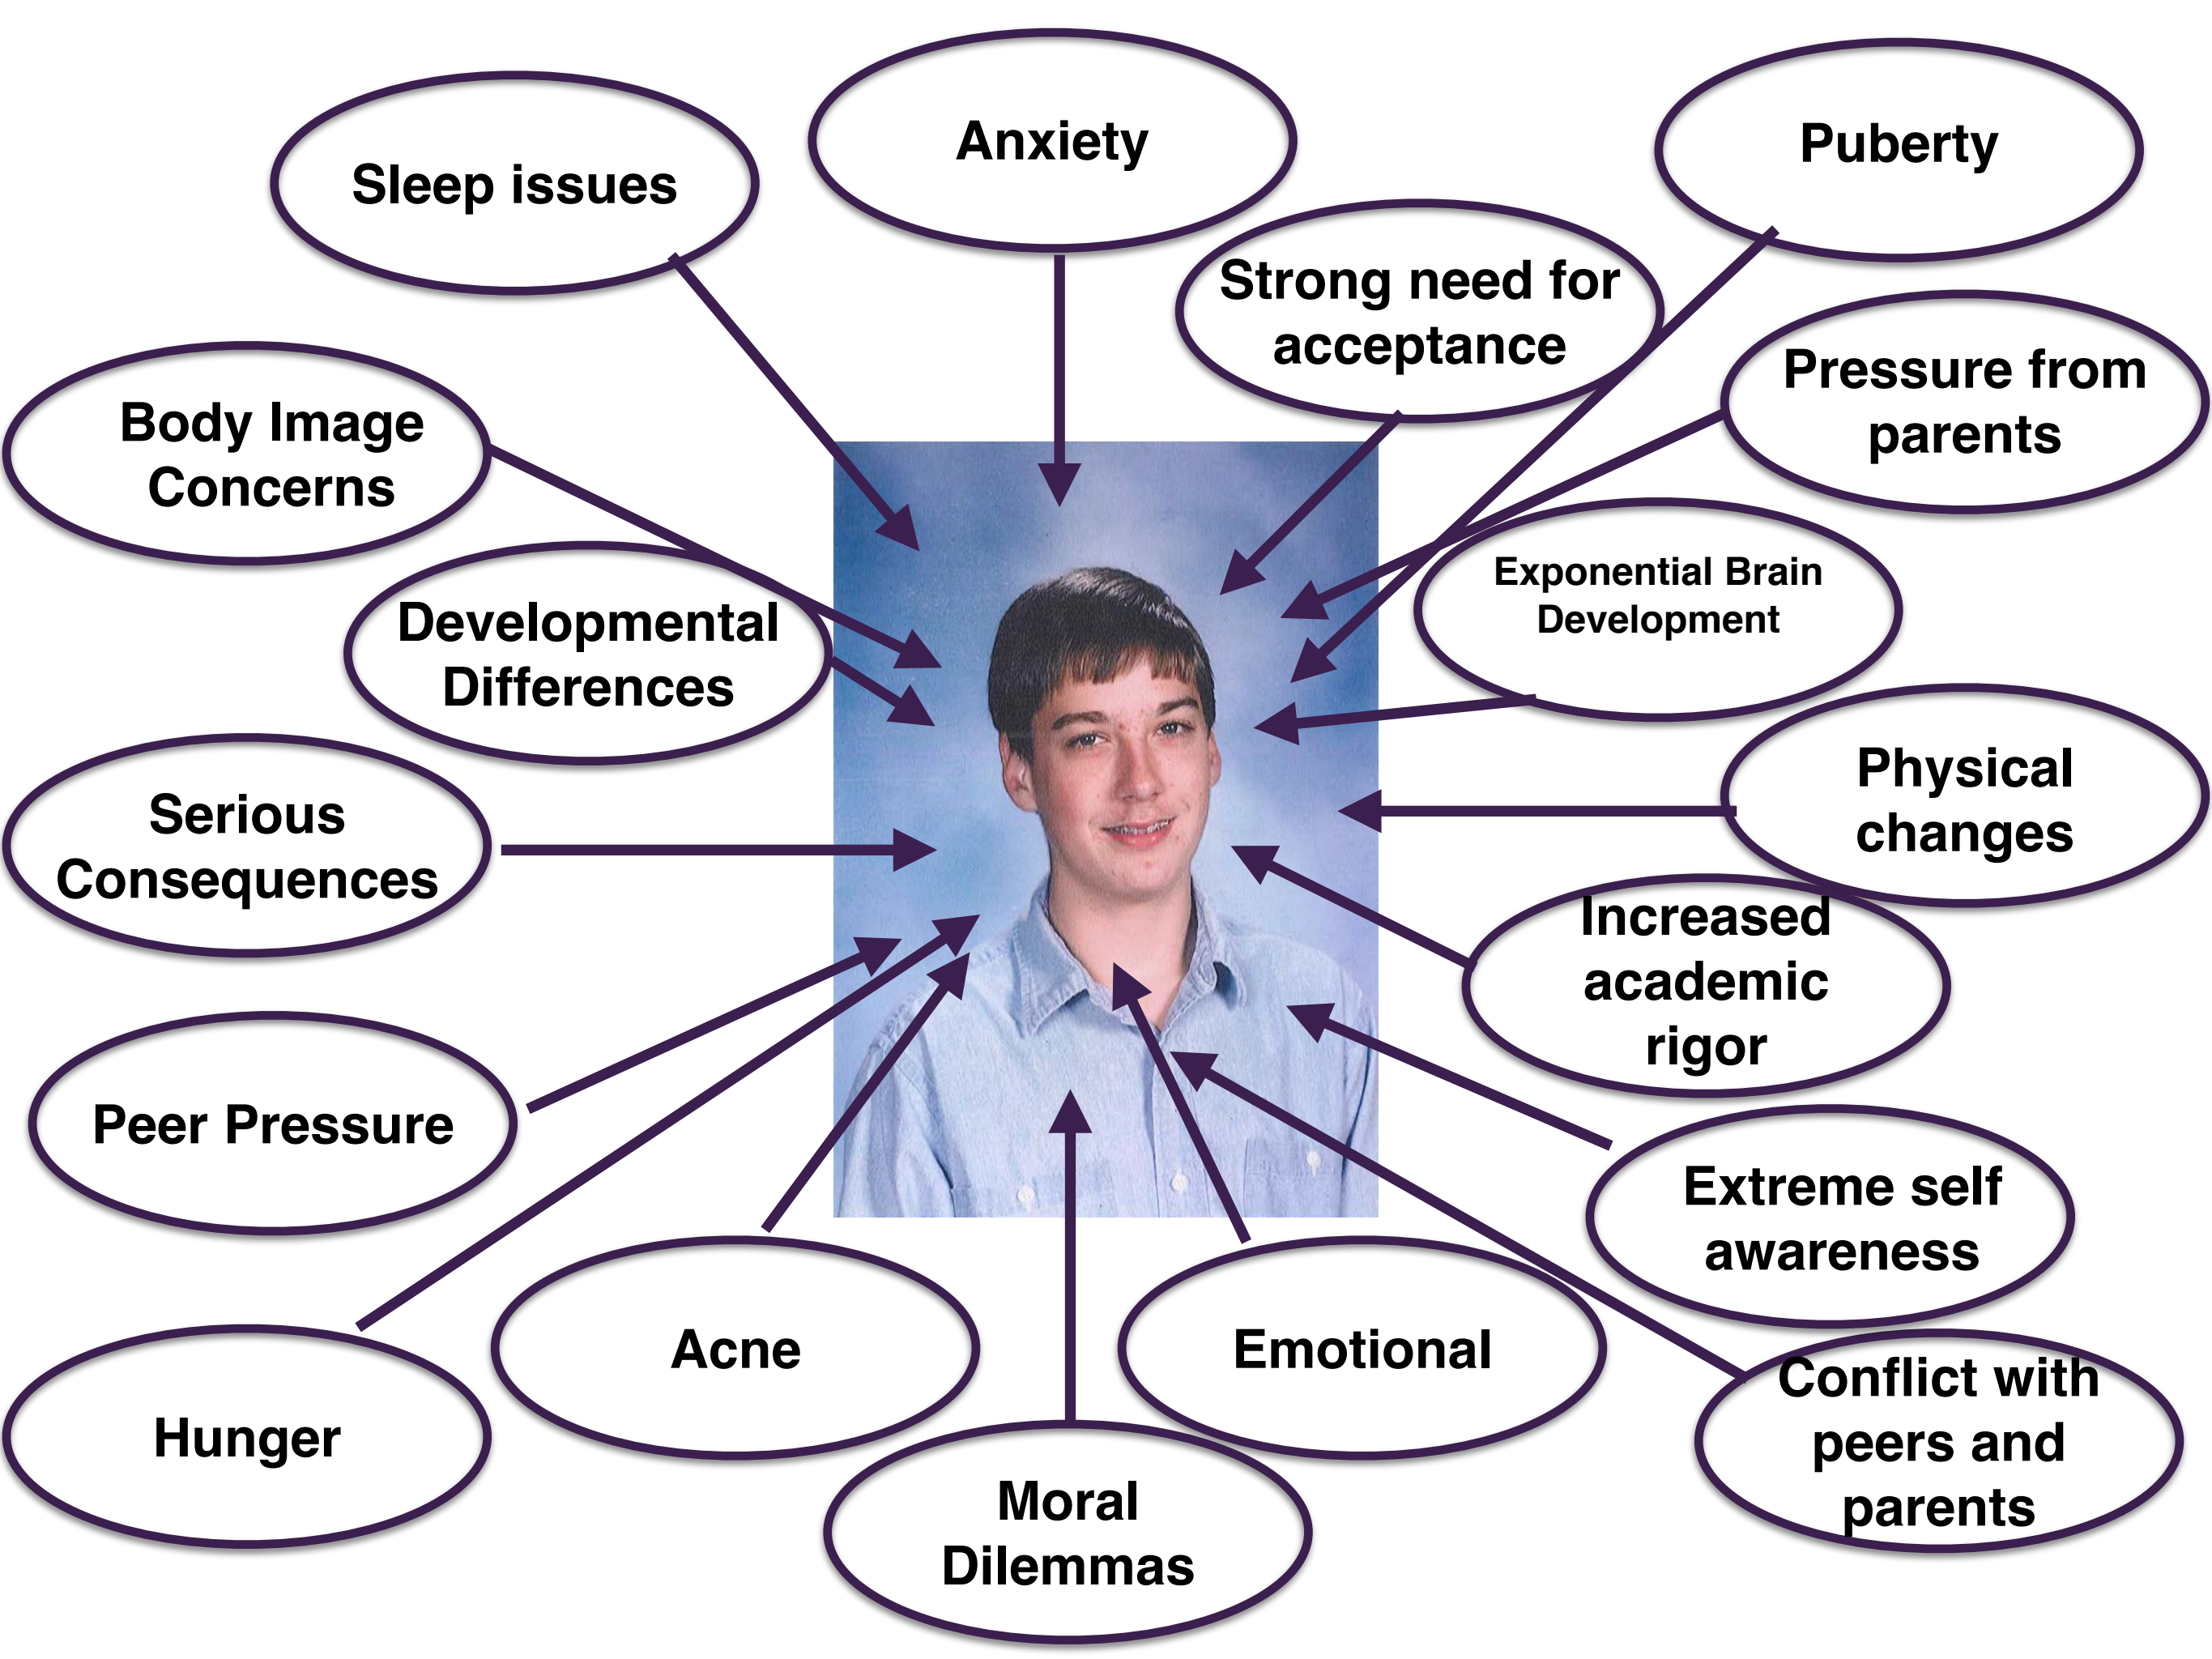 Anxiety
Puberty
Sleep issues
Strong need for
acceptance
Pressure from
parents
Body Image
Concerns
Exponential Brain
Development
Developmental
Differences
Physical
changes
Serious
Consequences
Increased
academic
rigor
Peer Pressure
Extreme self
awareness
Acne
Emotional
Conflict with
peers and
parents
Hunger
Moral
Dilemmas